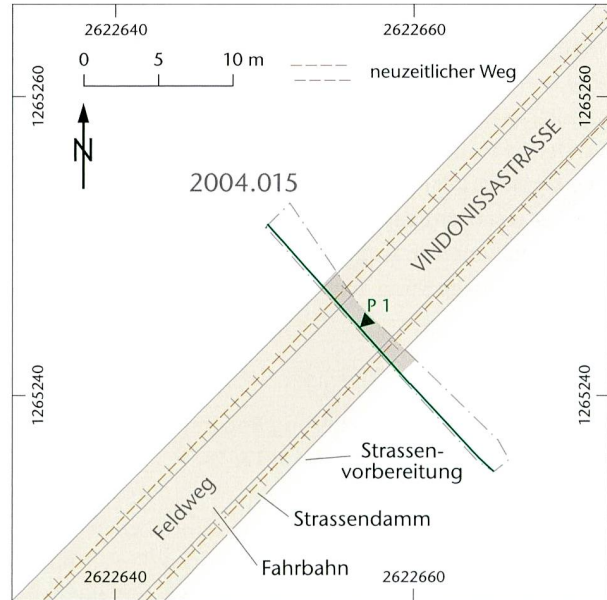 2622640
2622660
0 5 10 m
neuzeitlicher Weg
1265260
1265260
N
2004.015
VINDONISSASTRASSE
P 1
1265240
1265240
Strassen-
vorbereitung
Feldweg
Strassendamm
Fahrbahn
2622640
2622660